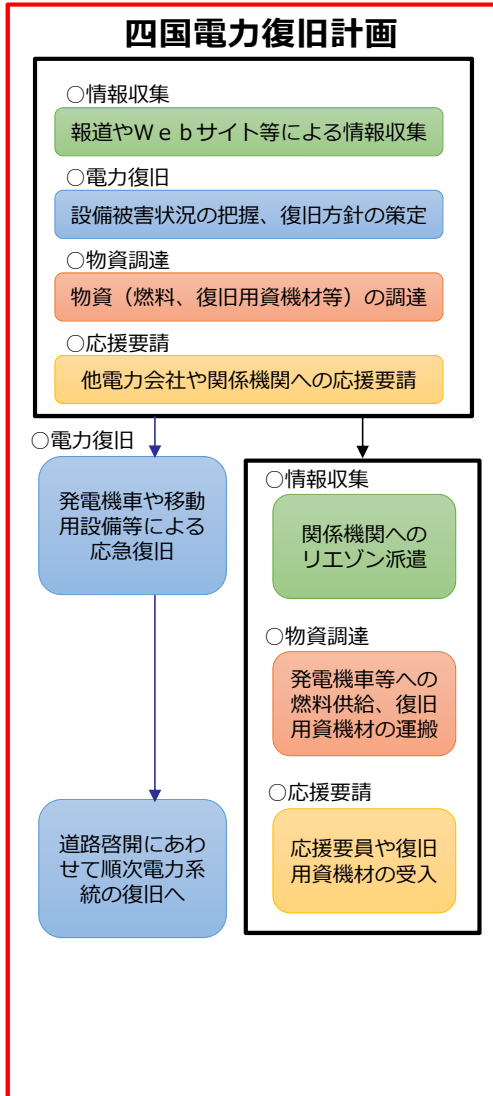 四国電力復旧計画
○情報収集
報道やＷｅｂサイト等による情報収集
○電力復旧
設備被害状況の把握、復旧方針の策定
○物資調達
物資（燃料、復旧用資機材等）の調達
○応援要請
他電力会社や関係機関への応援要請
○電力復旧
発電機車や移動
用設備等による
応急復旧
道路啓開にあわ
せて順次電力系
統の復旧へ
○情報収集
関係機関への
リエゾン派遣
○物資調達
発電機車等への
燃料供給、復旧
用資機材の運搬
○応援要請
応援要員や復旧
用資機材の受入